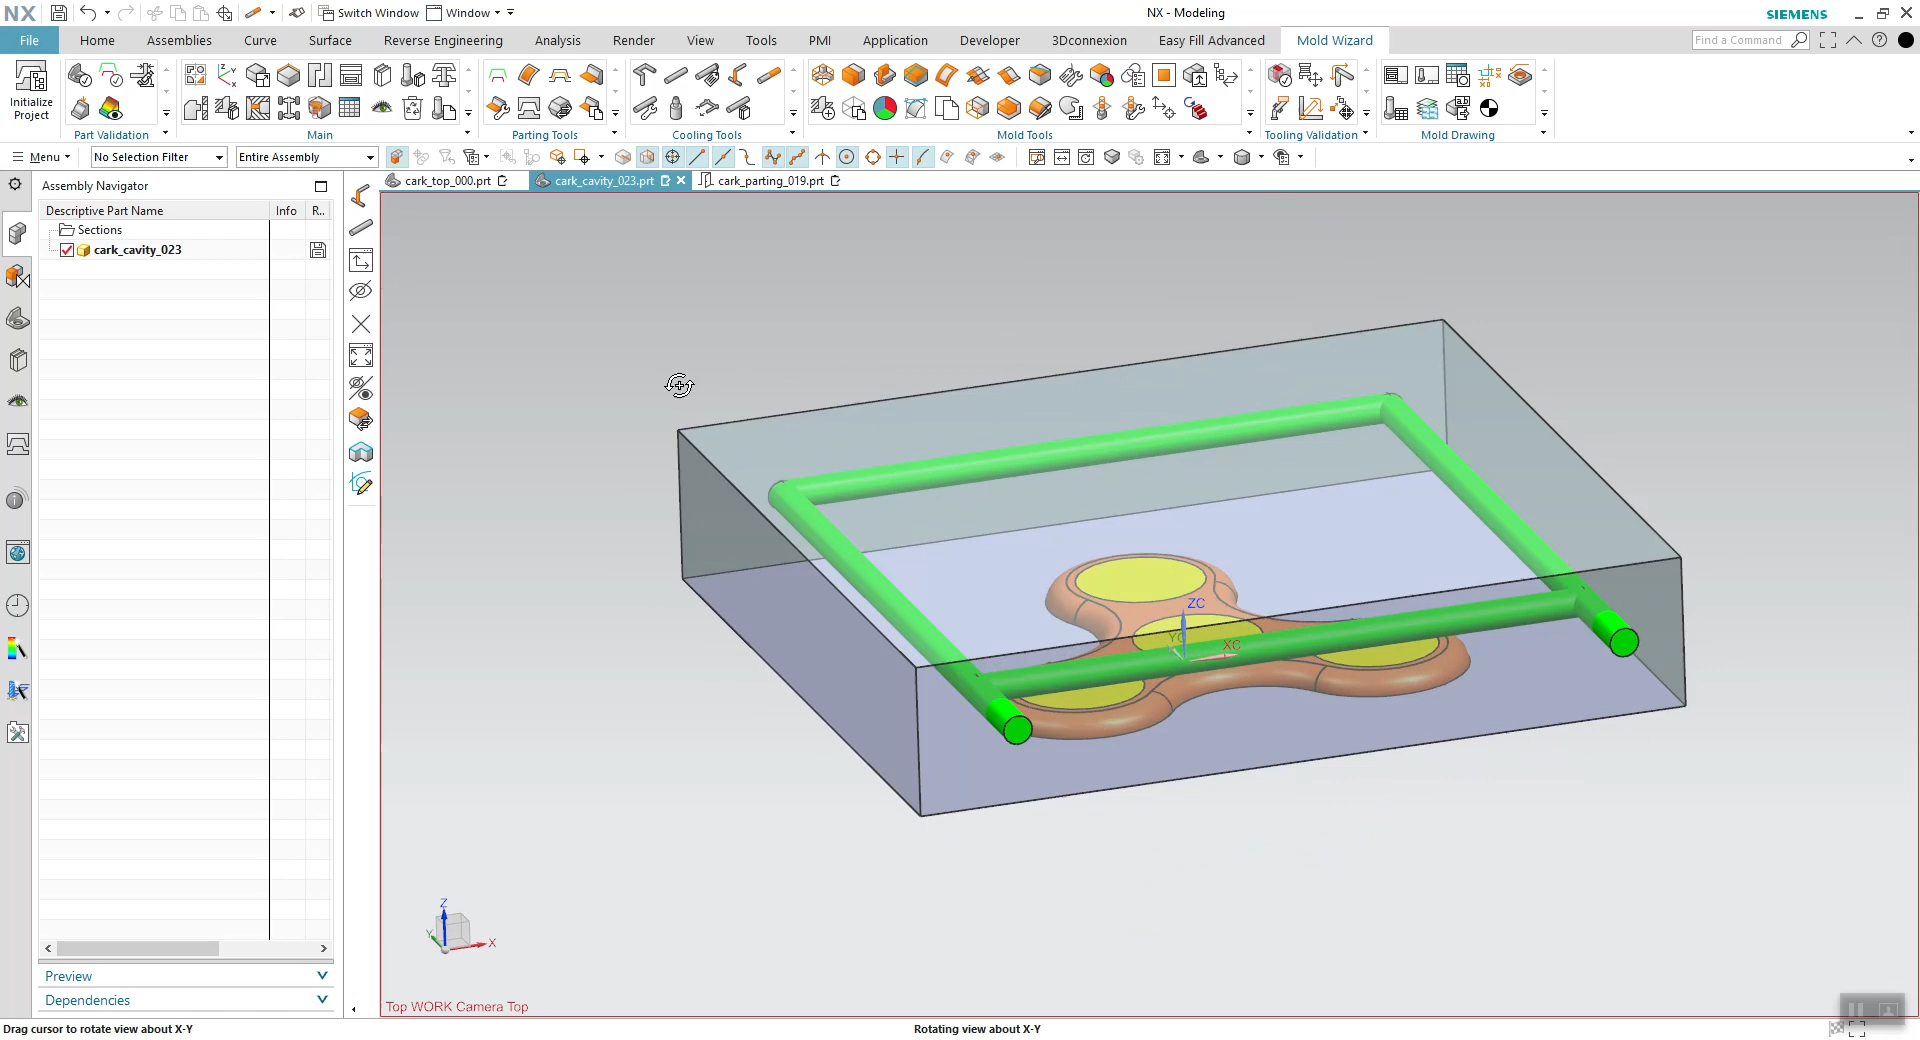 NX
Switch Window
Window
NX - Modeling
SIEMENS
File
Home
Assemblies
Curve
Surface
Reverse Engineering
Analysis
Render
View
Tools
PMI
Application
Developer
3Dconnexion
Easy Fill Advanced
Mold Wizard
Find a Command
Initialize
Project
Part Validation
Main
Parting Tools
Cooling Tools
Mold Tools
Tooling Validation
Mold Drawing
Menu
No Selection Filter
Entire Assembly
Assembly Navigator
cark_top_000.prt
cark_cavity_023.prt
cark_parting_019.prt
Descriptive Part Name
Info
R..
Sections
cark_cavity_023
ZC
YC
XC
Z
Y
X
Preview
Dependencies
Top WORK Camera Top
Drag cursor to rotate view about X-Y
Rotating view about X-Y